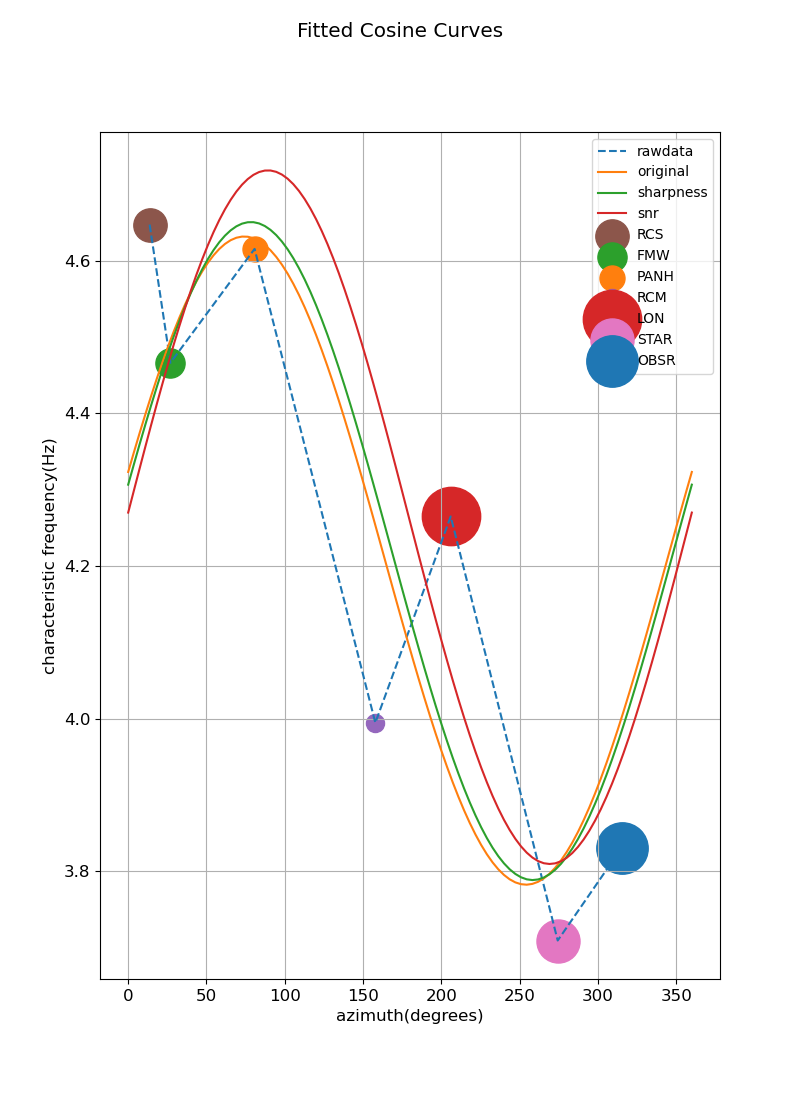 Fitted Cosine Curves
rawdata
original
sharpness
snr
RCS
FMW
PANH
RCM
LON
STAR
OBSR
4.6
4.4
4.2
4.0
3.8
characteristic frequency(Hz)
0 50 100 150 200 250 300 350
azimuth(degrees)